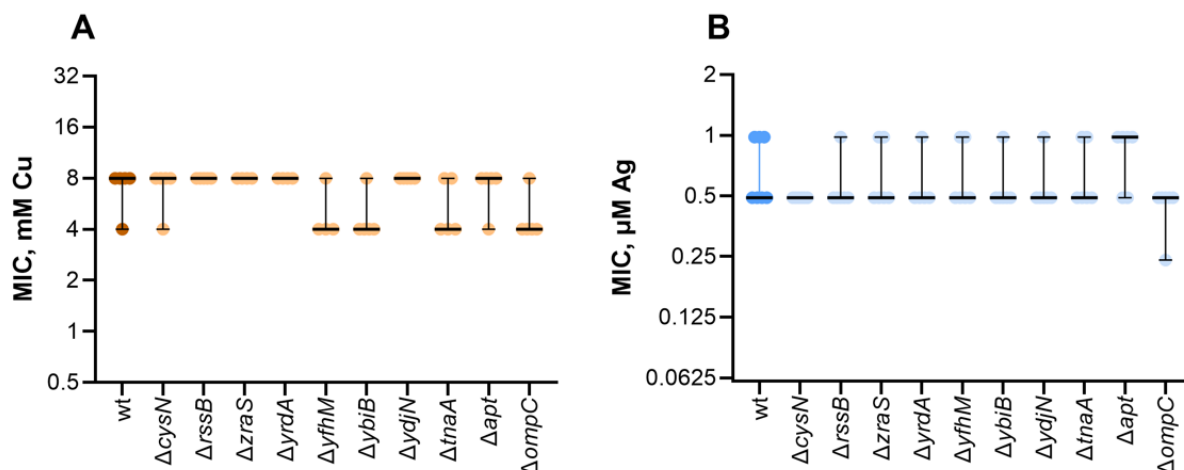 A
MIC, mM Cu
32
16
8
4
2
1
0.5
wt
ΔcysN
ΔrssB
ΔzraS
ΔyrdA
ΔyfhM
ΔybiB
ΔydjN
ΔtnaA
Δapt
ΔompC
B
MIC, µM Ag
2
1
0.5
0.25
0.125
0.0625
wt
ΔcysN
ΔrssB
ΔzraS
ΔyrdA
ΔyfhM
ΔybiB
ΔydjN
ΔtnaA
Δapt
ΔompC